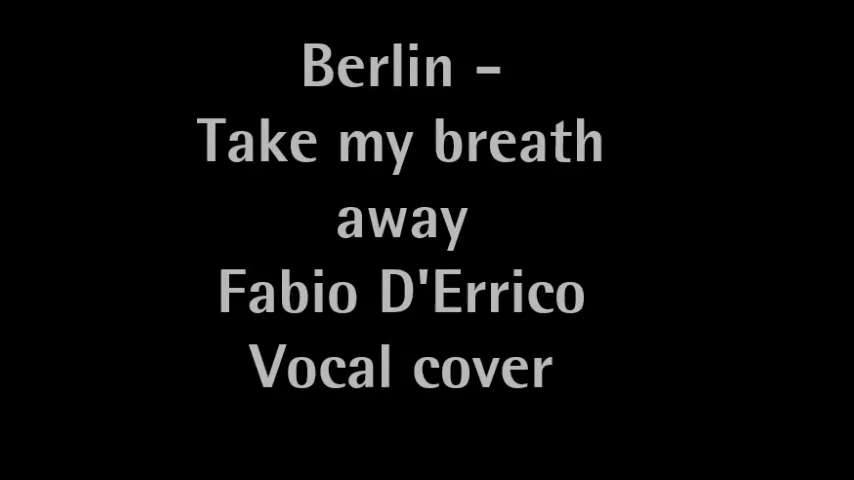 Berlin -
Take my breath
away
Fabio D'Errico
Vocal cover